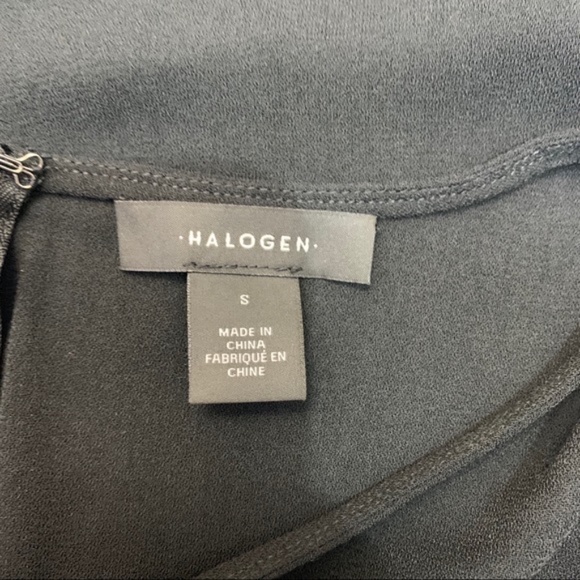 ·HALOGEN·
S
MADE IN
CHINA
FABRIQUÉ EN
CHINE